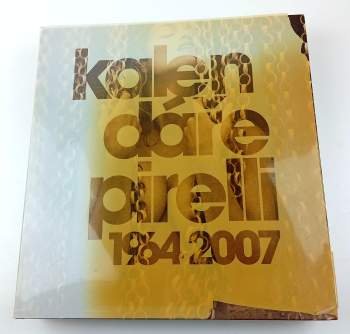 kalen
dáře
pirelli
1964 2007